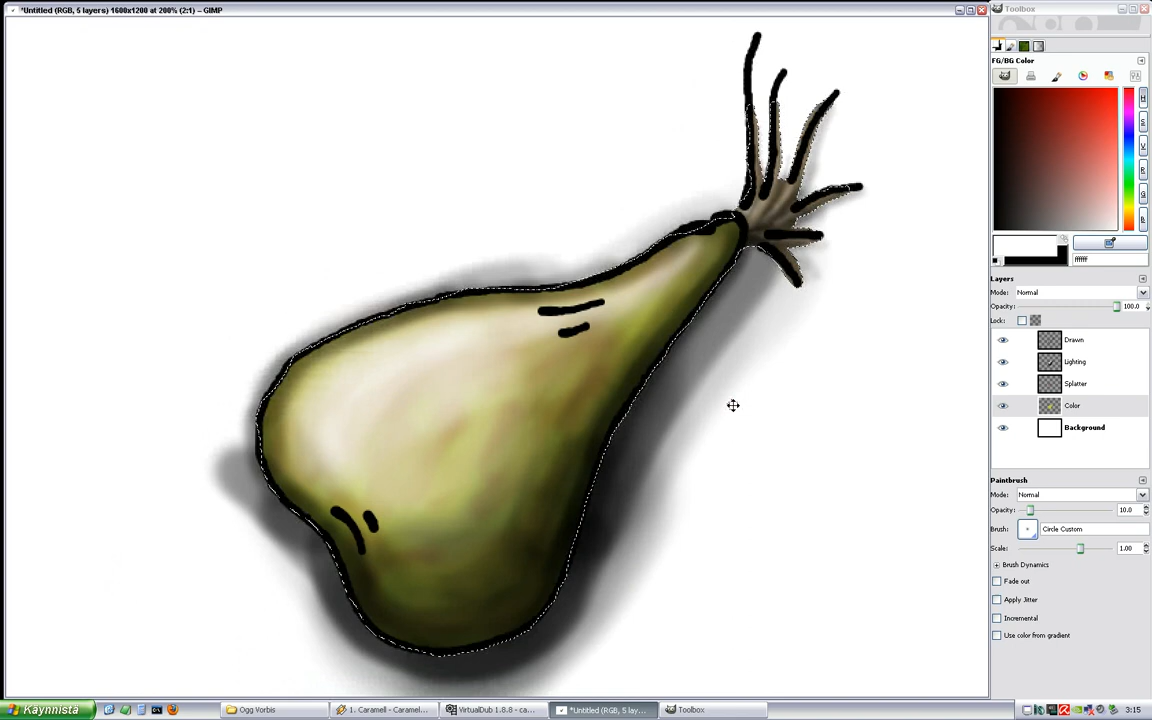 *Untitled (RGB, 5 layers) 1600x1200 at 200% (2:1) – GIMP
Toolbox
FG/BG Color
H
S
V
R
G
B
ffffff
Layers
Mode: Normal
Opacity: 100.0
Lock:
Drawn
Lighting
Splatter
Color
Background
Paintbrush
Mode: Normal
Opacity: 10.0
Brush: Circle Custom
Scale: 1.00
Brush Dynamics
Fade out
Apply Jitter
Incremental
Use color from gradient
Käynnistä
Ogg Vorbis
1. Caramell - Caramel...
VirtualDub 1.8.8 - ca...
*Untitled (RGB, 5 lay...
Toolbox
3:15